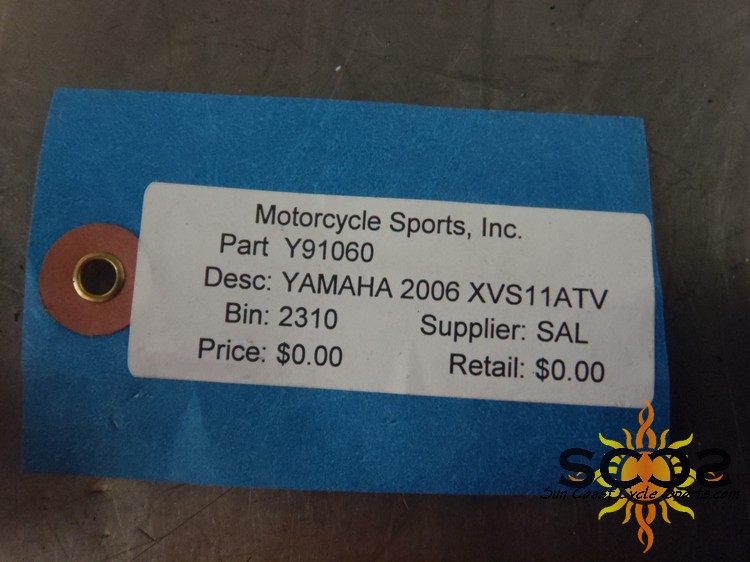 Motorcycle Sports, Inc.
Part Y91060
Desc: YAMAHA 2006 XVS11ATV
Bin: 2310 Supplier: SAL
Price: $0.00 Retail: $0.00
SCCS
Sun Coast Cycle Sports.com